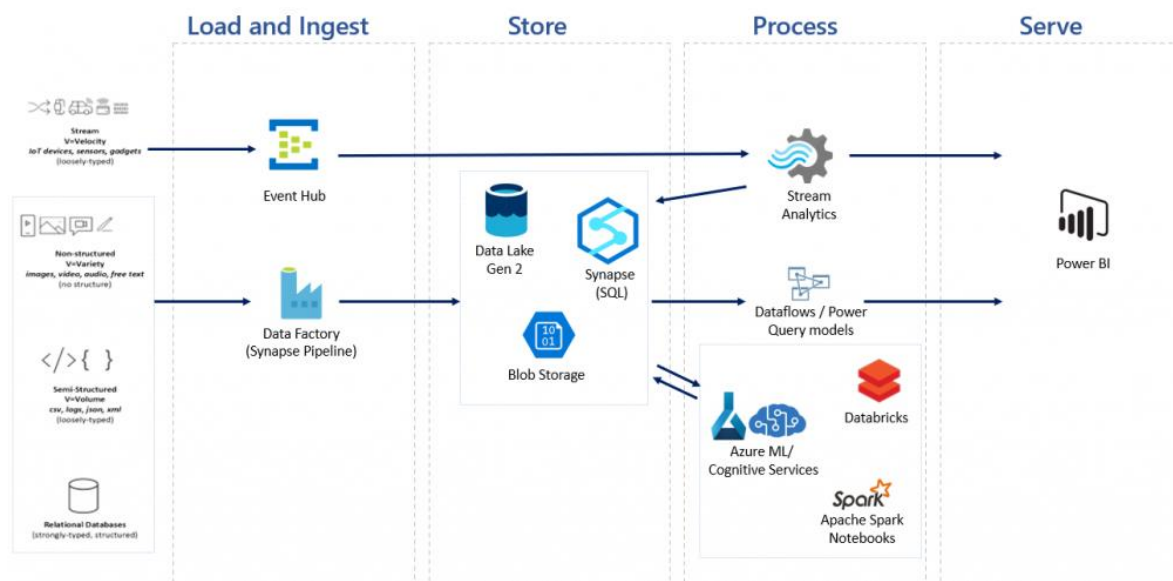 Load and Ingest
Store
Process
Serve
Stream
V=Velocity
IoT devices, sensors, gadgets
(loosely-typed)
Event Hub
Stream
Analytics
Non-structured
V=Variety
images, video, audio, free text
(no structure)
Data Factory
(Synapse Pipeline)
Data Lake
Gen 2
Synapse
(SQL)
10
01
Blob Storage
Dataflows / Power
Query models
Power BI
</>{ }
Semi-Structured
V=Volume
csv, logs, json, xml
(loosely-typed)
Relational Databases
(strongly-typed, structured)
Databricks
Azure ML/
Cognitive Services
Spark
Apache Spark
Notebooks